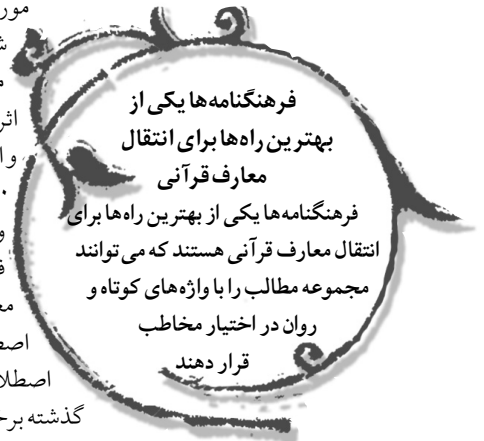 فرهنگنامه‌ها یکی از
بهترین راه‌ها برای انتقال
معارف قرآنی
فرهنگنامه‌ها یکی از بهترین راه‌ها برای
انتقال معارف قرآنی هستند که می‌توانند
مجموعه مطالب را با واژه‌های کوتاه و
روان در اختیار مخاطب
قرار دهند
گذشته